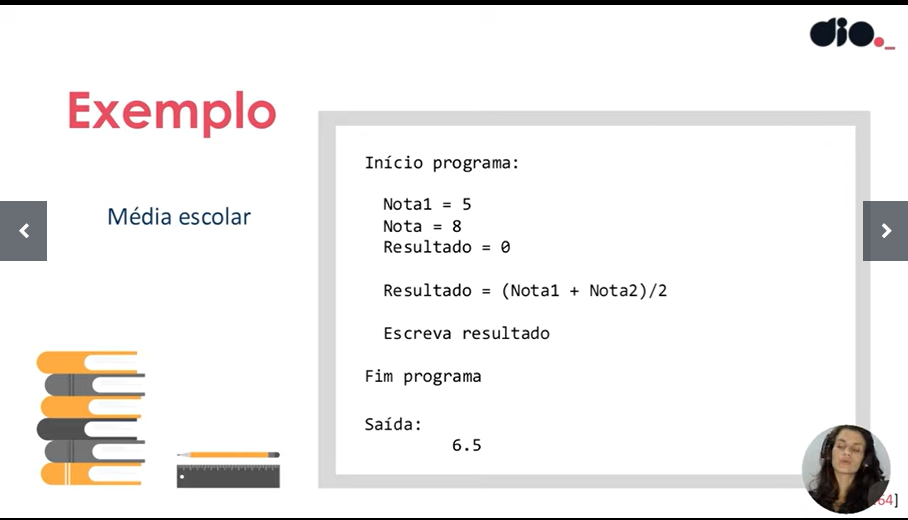 dio._
Exemplo
Média escolar
Início programa:
Nota1 = 5
Nota = 8
Resultado = 0
Resultado = (Nota1 + Nota2)/2
Escreva resultado
Fim programa
Saída:
6.5
64]